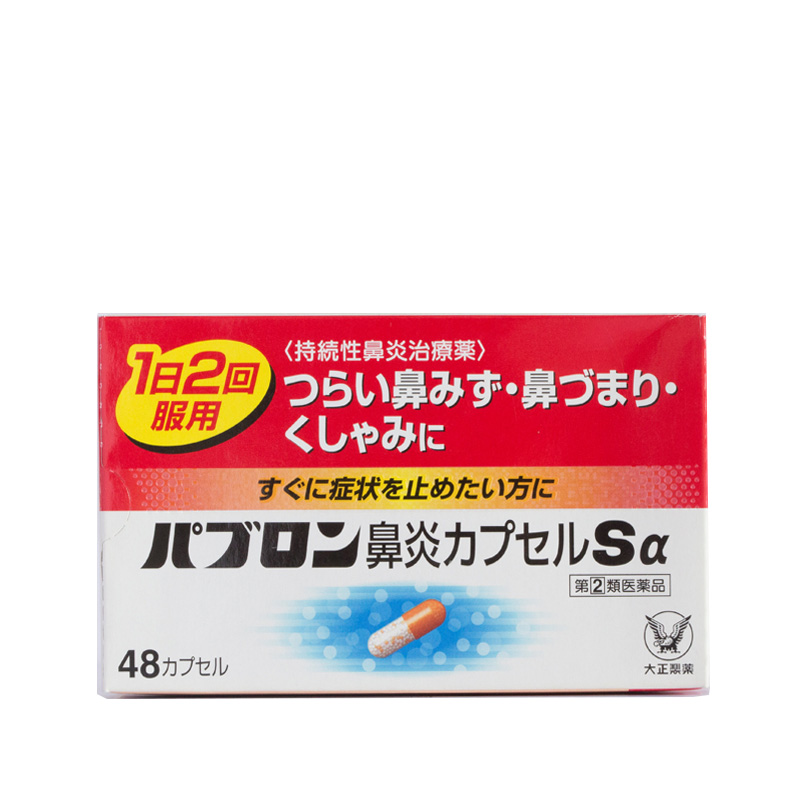 1日2回
服用
〈持続性鼻炎治療薬〉
つらい鼻みず・鼻づまり・
くしゃみに
すぐに症状を止めたい方に
パブロン鼻炎カプセルSα
第②類医薬品
48カプセル
大正製薬